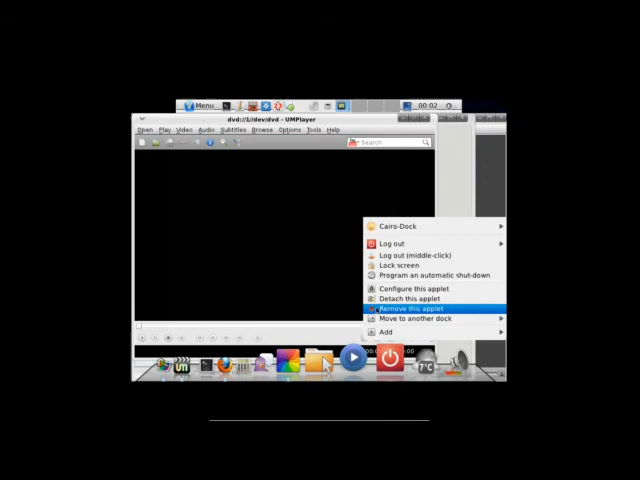 Menu
00:02
dvd://1//dev/dvd - UMPlayer
Open Play Video Audio Subtitles Browse Options Tools Help
Search
Cairo-Dock
Log out
Log out (middle-click)
Lock screen
Program an automatic shut-down
Configure this applet
Detach this applet
Remove this applet
Move to another dock
Add
um
7°C